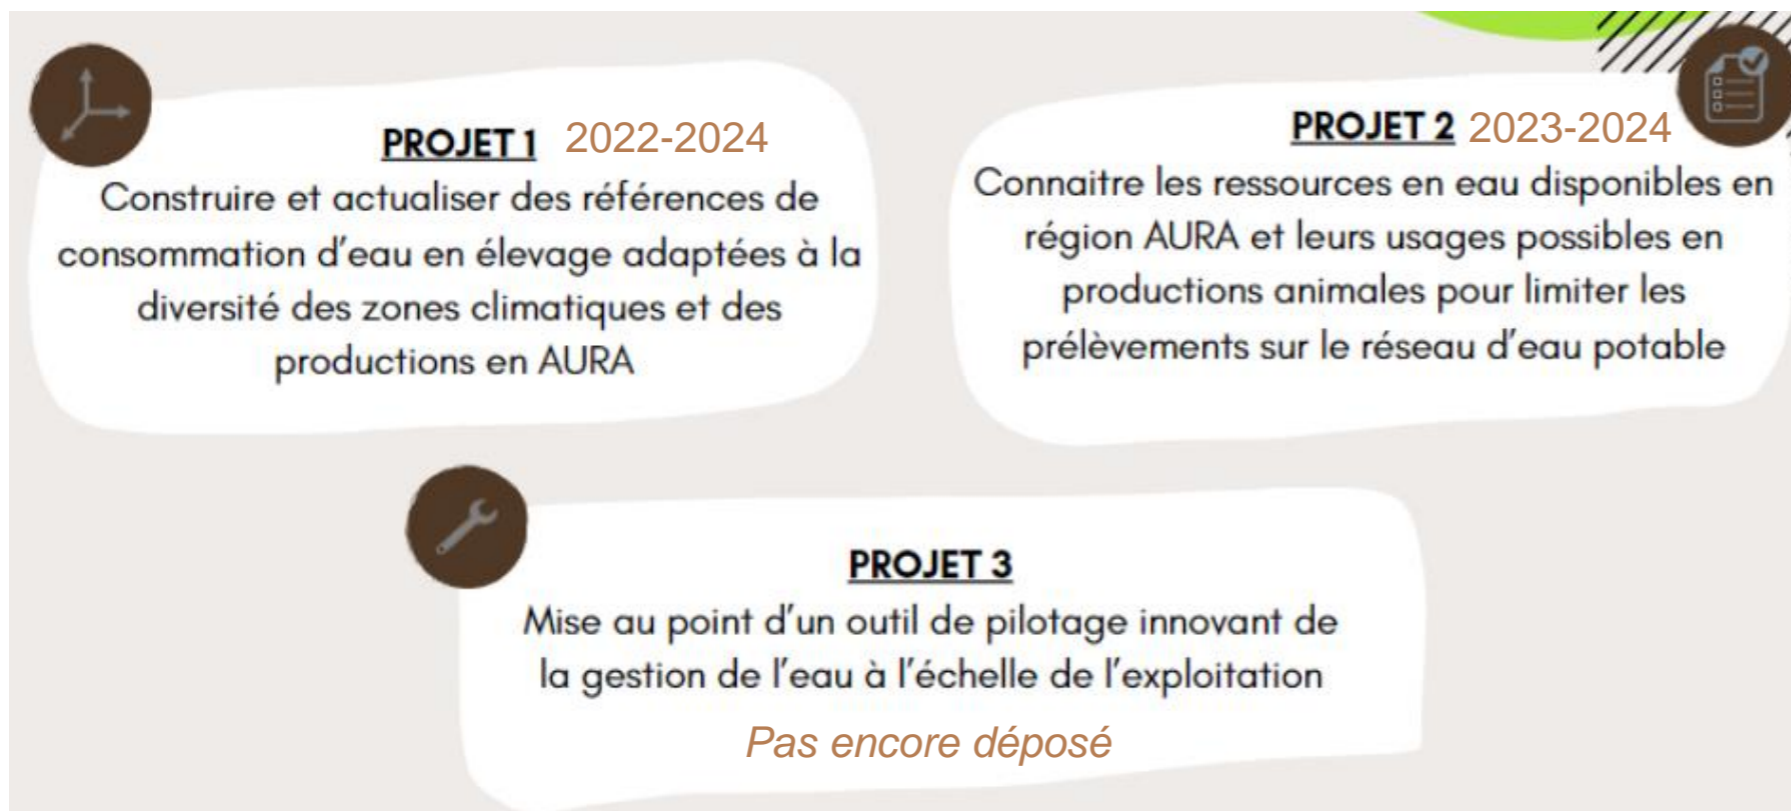 PROJET 1 2022-2024
Construire et actualiser des références de
consommation d'eau en élevage adaptées à la
diversité des zones climatiques et des
productions en AURA
PROJET 2 2023-2024
Connaitre les ressources en eau disponibles en
région AURA et leurs usages possibles en
productions animales pour limiter les
prélèvements sur le réseau d'eau potable
PROJET 3
Mise au point d'un outil de pilotage innovant de
la gestion de l'eau à l'échelle de l'exploitation
Pas encore déposé